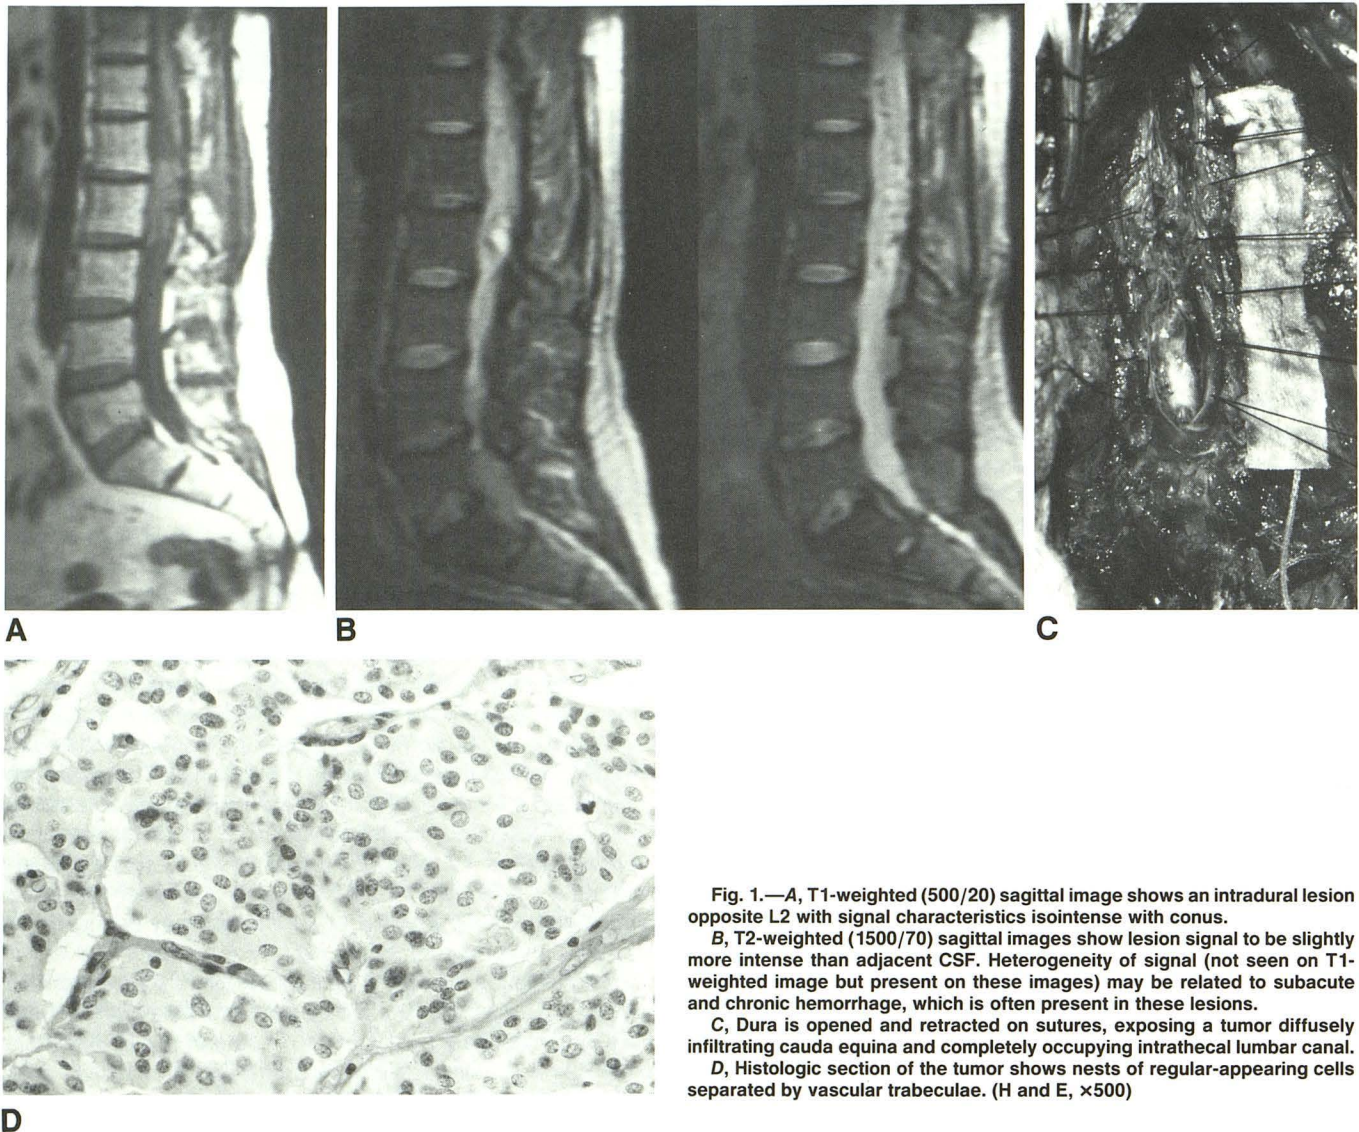 A
B
C
D
Fig. 1.—A, T1-weighted (500/20) sagittal image shows an intradural lesion
opposite L2 with signal characteristics isointense with conus.
B, T2-weighted (1500/70) sagittal images show lesion signal to be slightly
more intense than adjacent CSF. Heterogeneity of signal (not seen on T1-
weighted image but present on these images) may be related to subacute
and chronic hemorrhage, which is often present in these lesions.
C, Dura is opened and retracted on sutures, exposing a tumor diffusely
infiltrating cauda equina and completely occupying intrathecal lumbar canal.
D, Histologic section of the tumor shows nests of regular-appearing cells
separated by vascular trabeculae. (H and E, ×500)